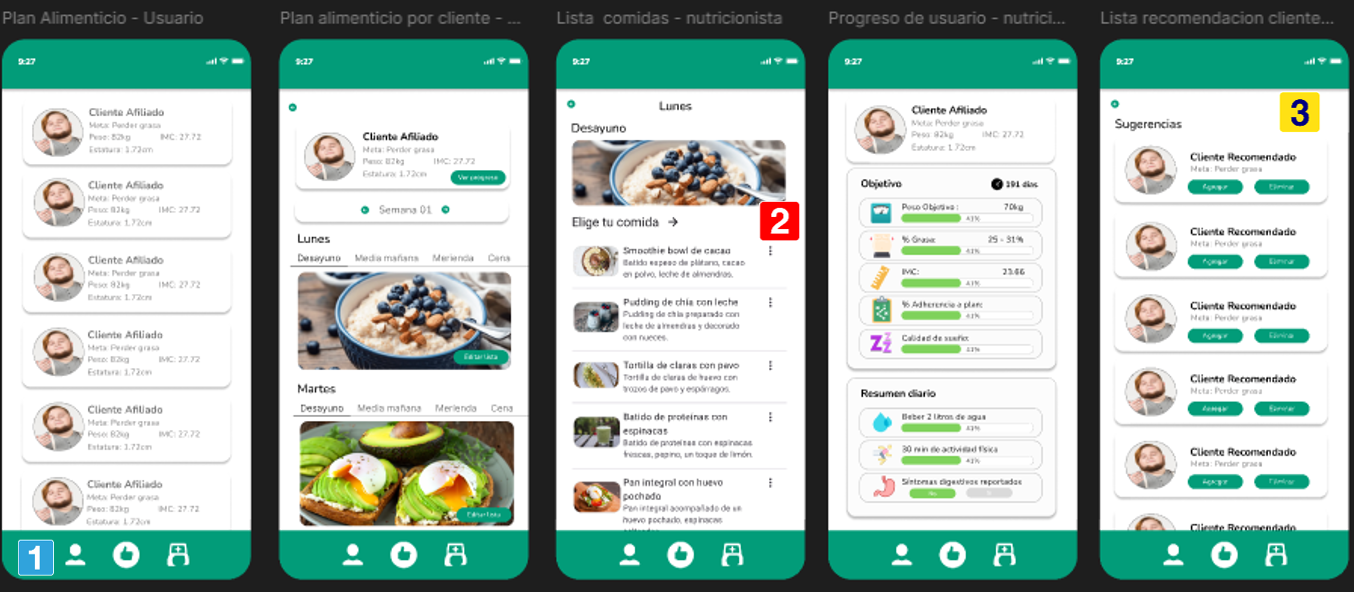 Plan Alimenticio - Usuario
9:27
Cliente Afiliado
Meta: Perder grasa
Peso: 82kg IMC: 27.72
Estatura: 1.72cm
Cliente Afiliado
Meta: Perder grasa
Peso: 82kg IMC: 27.72
Estatura: 1.72cm
Cliente Afiliado
Meta: Perder grasa
Peso: 82kg IMC: 27.72
Estatura: 1.72cm
Cliente Afiliado
Meta: Perder grasa
Peso: 82kg IMC: 27.72
Estatura: 1.72cm
Cliente Afiliado
Meta: Perder grasa
Peso: 82kg IMC: 27.72
Estatura: 1.72cm
Cliente Afiliado
Meta: Perder grasa
Peso: 82kg IMC: 27.72
Estatura: 1.72cm
1
Plan alimenticio por cliente - ...
9:27
Cliente Afiliado
Meta: Perder grasa
Peso: 82kg IMC: 27.72
Estatura: 1.72cm
Ver progreso
Semana 01
Lunes
Desayuno Media mañana Merienda Cena
Editar lista
Martes
Desayuno Media mañana Merienda Cena
Editar lista
Lista comidas - nutricionista
9:27
Lunes
Desayuno
Elige tu comida →
2
Smoothie bowl de cacao
Batido espeso de plátano, cacao
en polvo, leche de almendras.
Pudding de chia con leche
Pudding de chia preparado con
leche de almendras y decorado
con nueces.
Tortilla de claras con pavo
Tortilla de claras de huevo con
trozos de pavo y espárragos.
Batido de proteínas con
espinacas
Batido de proteínas con espinacas
frescas, pepino, un toque de limón.
Pan integral con huevo
pochado
Pan integral acompañado de un
huevo pochado, espinacas
Progreso de usuario - nutrici...
9:27
Cliente Afiliado
Meta: Perder grasa
Peso: 82kg IMC: 27.72
Estatura: 1.72cm
Objetivo 191 días
Peso Objetivo : 70kg
43%
% Grasa: 25 - 31%
43%
IMC: 23.66
43%
% Adherencia a plan:
43%
Calidad de sueño:
43%
Resumen diario
Beber 2 litros de agua
43%
30 min de actividad física
43%
Síntomas digestivos reportados
No
Lista recomendacion cliente...
9:27
3
Sugerencias
Cliente Recomendado
Meta: Perder grasa
Agregar Eliminar
Cliente Recomendado
Meta: Perder grasa
Agregar Eliminar
Cliente Recomendado
Meta: Perder grasa
Agregar Eliminar
Cliente Recomendado
Meta: Perder grasa
Agregar Eliminar
Cliente Recomendado
Meta: Perder grasa
Agregar Eliminar
Cliente Recomendado